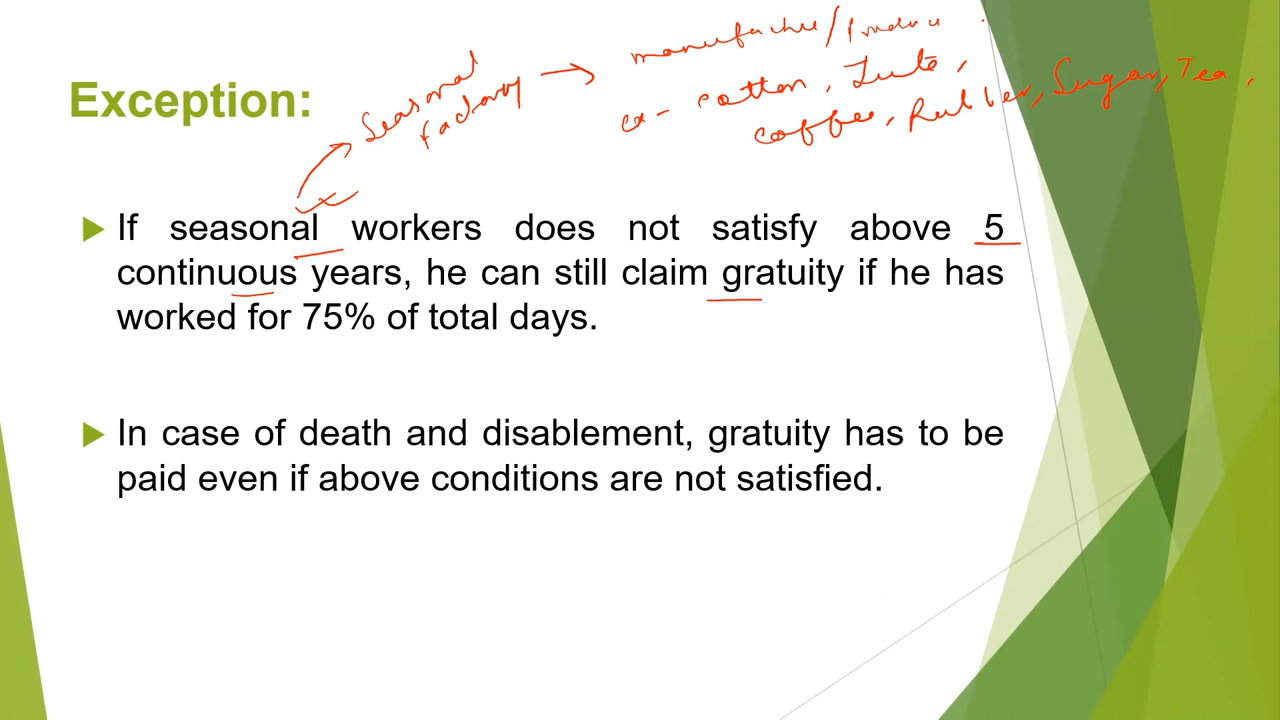 manufacture/Produce
Seasonal factory →
ex - cotton, Jute,
coffee, Rubber, Sugar, Tea,
Exception:
If seasonal workers does not satisfy above 5
continuous years, he can still claim gratuity if he has
worked for 75% of total days.
In case of death and disablement, gratuity has to be
paid even if above conditions are not satisfied.